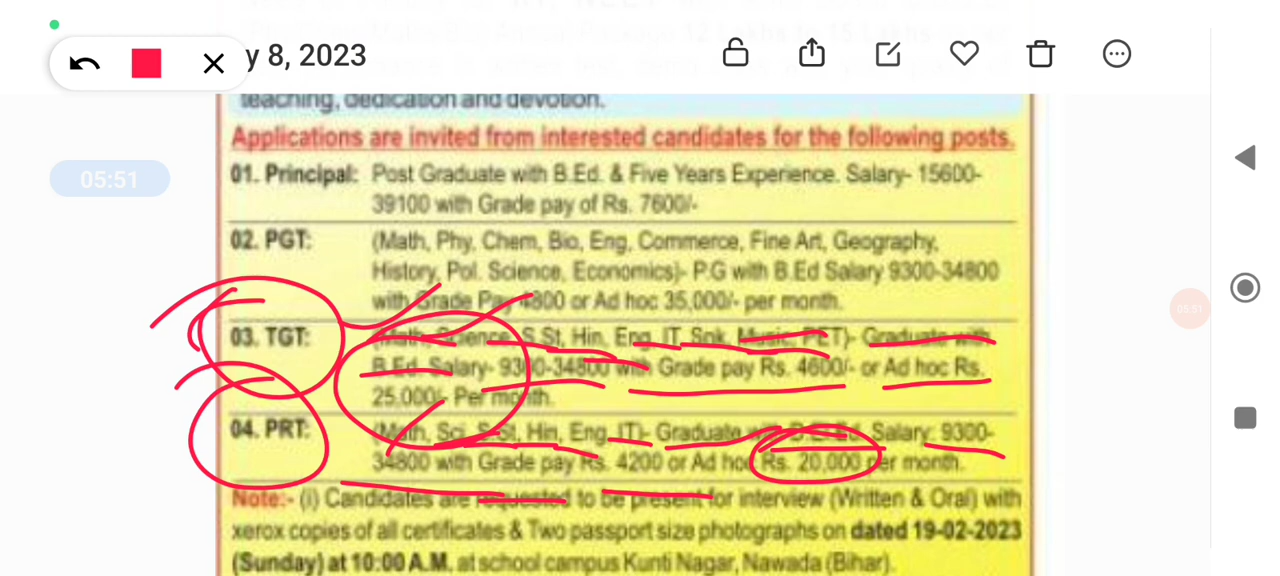 y 8, 2023
teaching, dedication and devotion.
05:51
Applications are invited from interested candidates for the following posts.
01. Principal: Post Graduate with B.Ed. & Five Years Experience. Salary- 15600-
39100 with Grade pay of Rs. 7600/-
02. PGT: (Math, Phy, Chem, Bio, Eng, Commerce, Fine Art, Geography,
History, Pol. Science, Economics)- P.G with B.Ed Salary 9300-34800
with Grade Pay 4800 or Ad hoc 35,000/- per month.
05:51
03. TGT: (Math, Science, S.St, Hin, Eng, IT, Spk, Music, PET)- Graduate with
B.Ed. Salary- 9300-34800 with Grade pay Rs. 4600/- or Ad hoc Rs.
25,000/- Per month.
04. PRT: (Math, Sci, S.St, Hin, Eng, IT)- Graduate with D.El.Ed. Salary: 9300-
34800 with Grade pay Rs. 4200 or Ad hoc Rs. 20,000 per month.
Note:- (i) Candidates are requested to be present for interview (Written & Oral) with
xerox copies of all certificates & Two passport size photographs on dated 19-02-2023
(Sunday) at 10:00 A.M. at school campus Kunti Nagar, Nawada (Bihar).